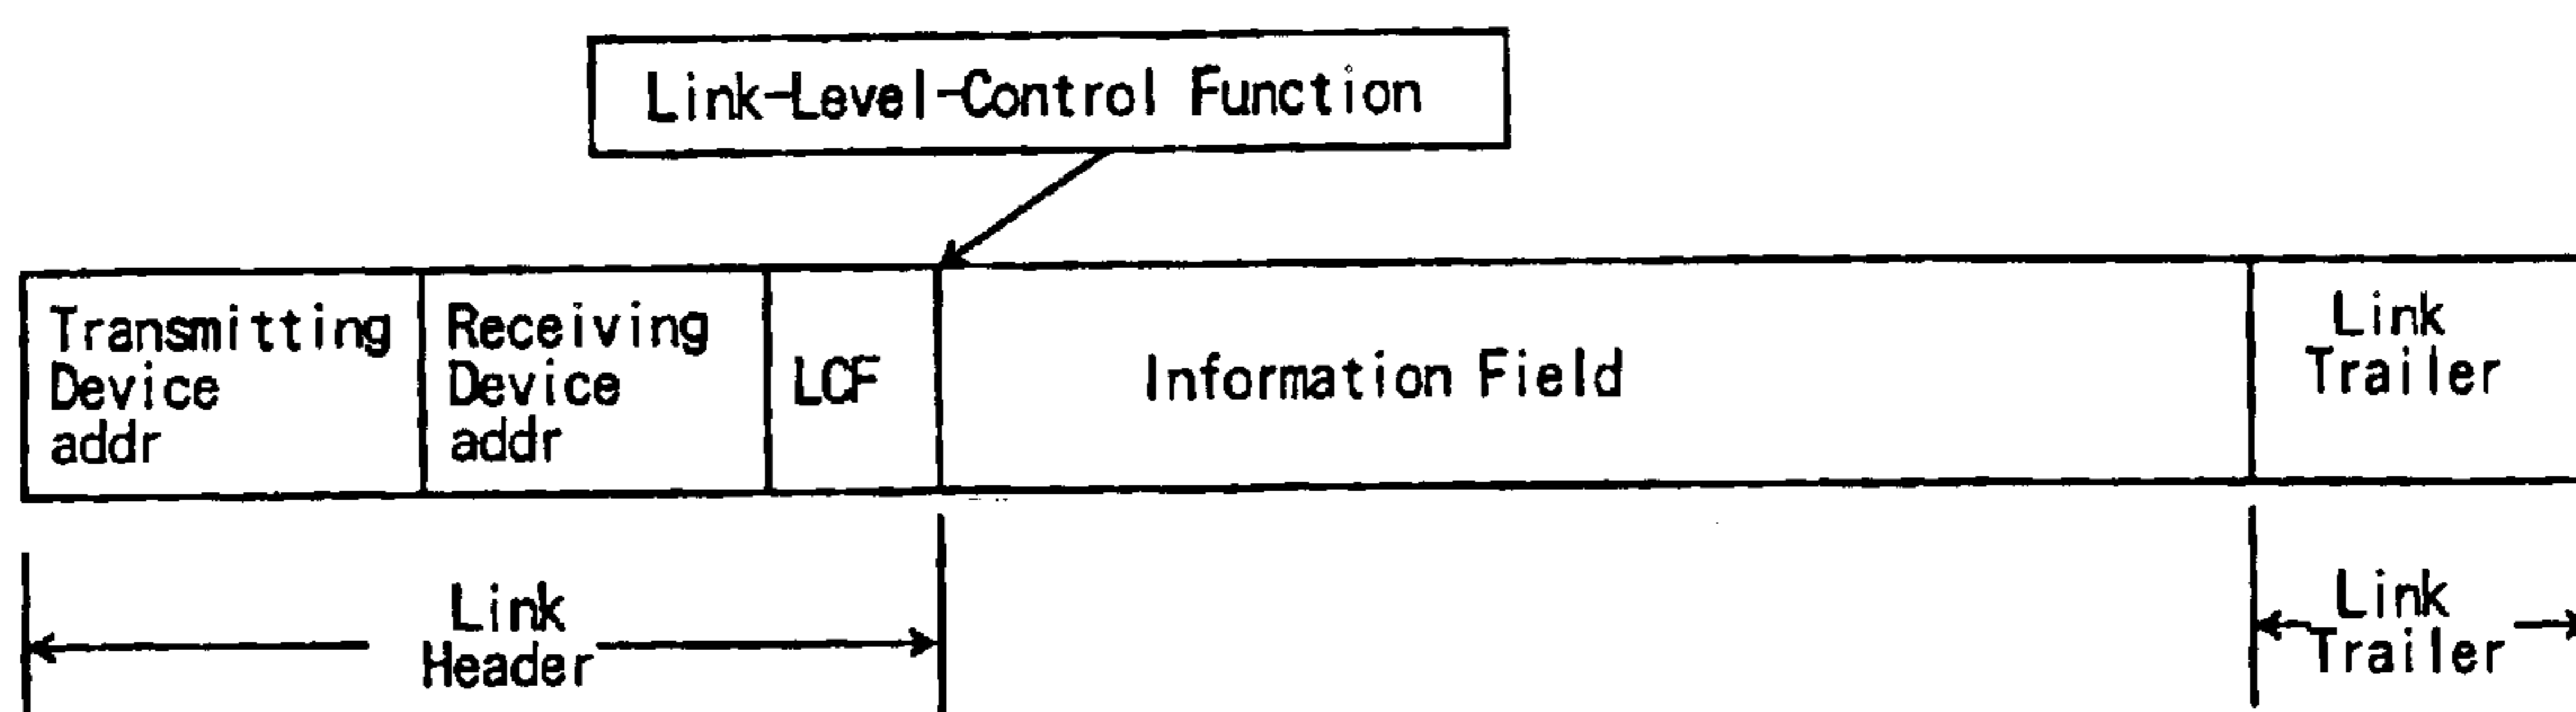 Link-Level-Control Function
Transmitting
Device
addr
Receiving
Device
addr
LCF
Information Field
Link
Trailer
Link
Header
Link
Trailer